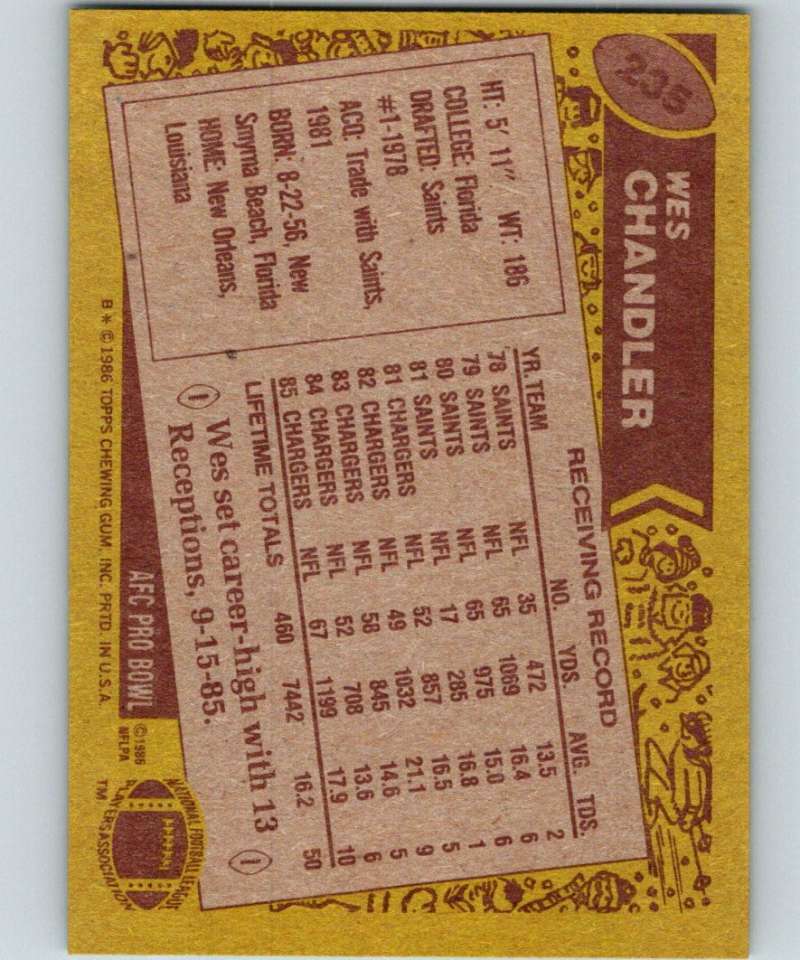 235
WES
CHANDLER
HT: 5' 11" WT: 186
COLLEGE: Florida
DRAFTED: Saints
#1-1978
ACQ: Trade with Saints,
1981
BORN: 8-22-56, New
Smyrna Beach, Florida
HOME: New Orleans,
Louisiana
RECEIVING RECORD
YR. TEAM NO. YDS. AVG. TDS.
78 SAINTS NFL 35 472 13.5 2
79 SAINTS NFL 65 1069 16.4 6
80 SAINTS NFL 65 975 15.0 6
81 SAINTS NFL 17 285 16.8 1
81 CHARGERS NFL 52 857 16.5 5
82 CHARGERS NFL 49 1032 21.1 9
83 CHARGERS NFL 58 845 14.6 5
84 CHARGERS NFL 52 708 13.6 6
85 CHARGERS NFL 67 1199 17.9 10
LIFETIME TOTALS 460 7442 16.2 50
Wes set career-high with 13
Receptions, 9-15-85.
AFC PRO BOWL
©1986
NFLPA
NATIONAL FOOTBALL LEAGUE
PLAYERS
PLAYERS ASSOCIATION
TM
B * © 1986 TOPPS CHEWING GUM, INC. PRTD. IN U.S.A.